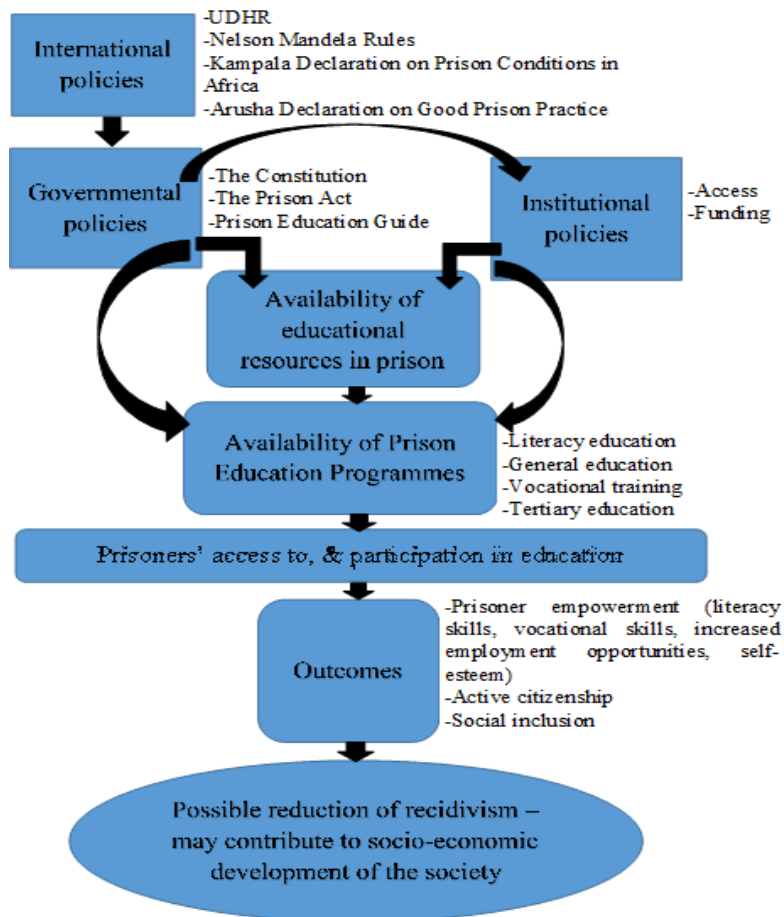 International
policies
-UDHR
-Nelson Mandela Rules
-Kampala Declaration on Prison Conditions in
Africa
-Arusha Declaration on Good Prison Practice
Governmental
policies
-The Constitution
-The Prison Act
-Prison Education Guide
Institutional
policies
-Access
-Funding
Availability of
educational
resources in prison
Availability of Prison
Education Programmes
-Literacy education
-General education
-Vocational training
-Tertiary education
Prisoners' access to, & participation in education
Outcomes
-Prisoner empowerment (literacy
skills, vocational skills, increased
employment opportunities, self-
esteem)
-Active citizenship
-Social inclusion
Possible reduction of recidivism –
may contribute to socio-economic
development of the society